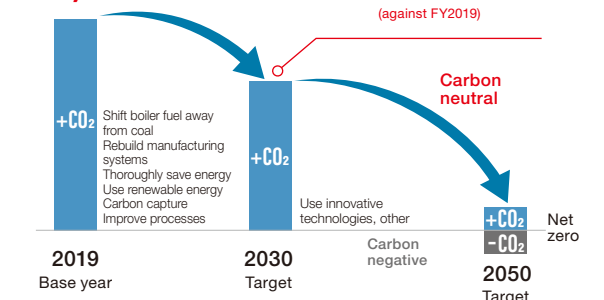 (against FY2019)
Carbon
neutral
+CO₂
Shift boiler fuel away
from coal
Rebuild manufacturing
systems
Thoroughly save energy
Use renewable energy
Carbon capture
Improve processes
+CO₂
Use innovative
technologies, other
+CO₂
−CO₂
Net
zero
Carbon
negative
2019
Base year
2030
Target
2050
Target